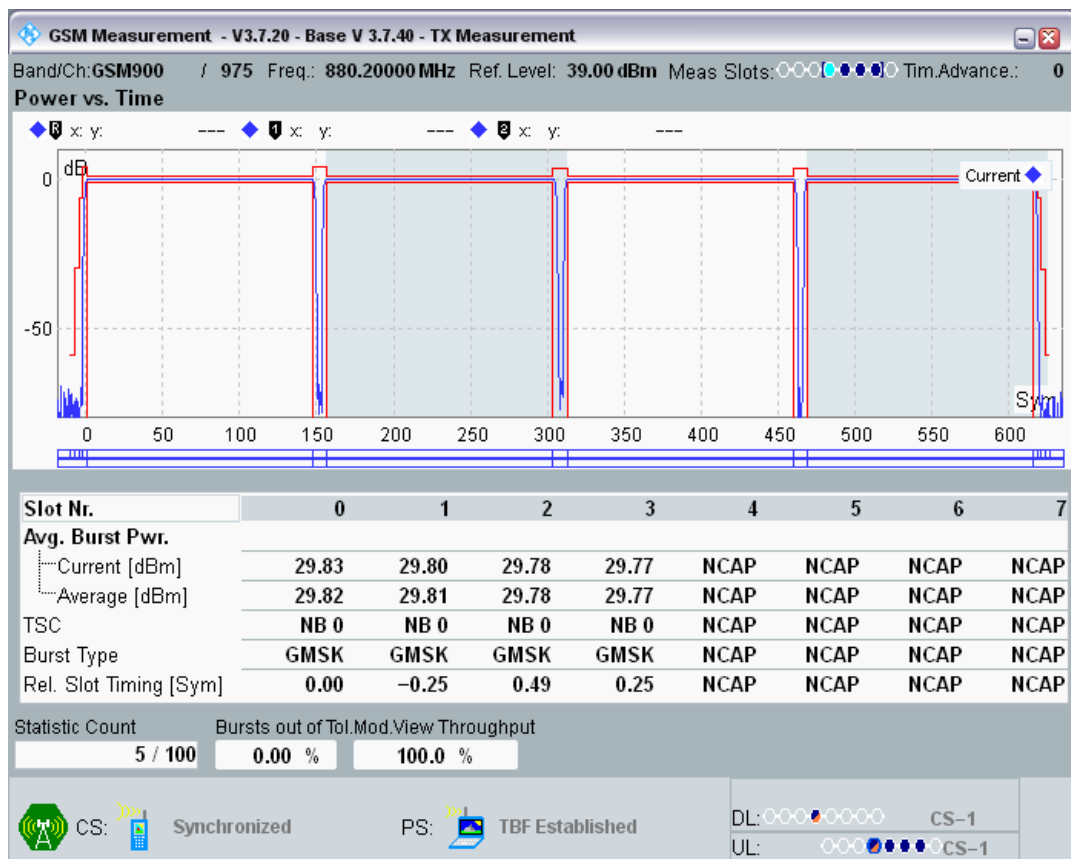 GSM Measurement - V3.7.20 - Base V 3.7.40 - TX Measurement
Band/Ch:GSM900 / 975 Freq.: 880.20000 MHz Ref. Level: 39.00 dBm Meas Slots: Tim.Advance.: 0
Power vs. Time
R x: y: --- 1 x: y: --- 2 x: y: ---
dB
Current
0
-50
Sym
0 50 100 150 200 250 300 350 400 450 500 550 600
Slot Nr. 0 1 2 3 4 5 6 7
Avg. Burst Pwr.
Current [dBm] 29.83 29.80 29.78 29.77 NCAP NCAP NCAP NCAP
Average [dBm] 29.82 29.81 29.78 29.77 NCAP NCAP NCAP NCAP
TSC NB 0 NB 0 NB 0 NB 0 NCAP NCAP NCAP NCAP
Burst Type GMSK GMSK GMSK GMSK NCAP NCAP NCAP NCAP
Rel. Slot Timing [Sym] 0.00 −0.25 0.49 0.25 NCAP NCAP NCAP NCAP
Statistic Count Bursts out of Tol.Mod.View Throughput
5 / 100 0.00 % 100.0 %
CS: Synchronized PS: TBF Established
DL: CS−1
UL: CS−1